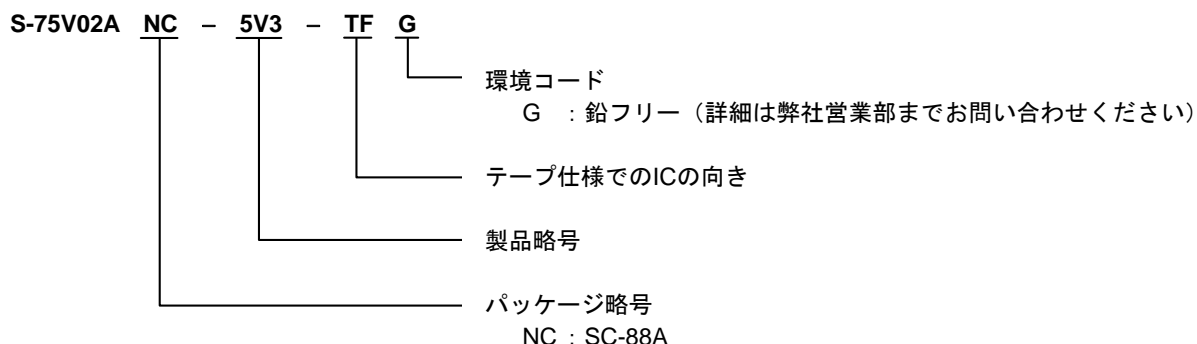 S-75V02A NC － 5V3 － TF G
環境コード
G ：鉛フリー（詳細は弊社営業部までお問い合わせください）
テープ仕様でのICの向き
製品略号
パッケージ略号
NC：SC-88A